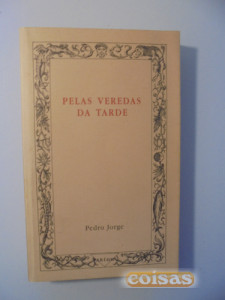 PELAS VEREDAS
DA TARDE
Pedro Jorge
coisas